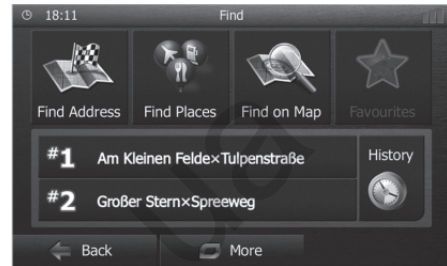 18:11 Find
Find Address Find Places Find on Map Favourites
#1 Am Kleinen Felde×Tulpenstraße History
#2 Großer Stern×Spreeweg
Back More